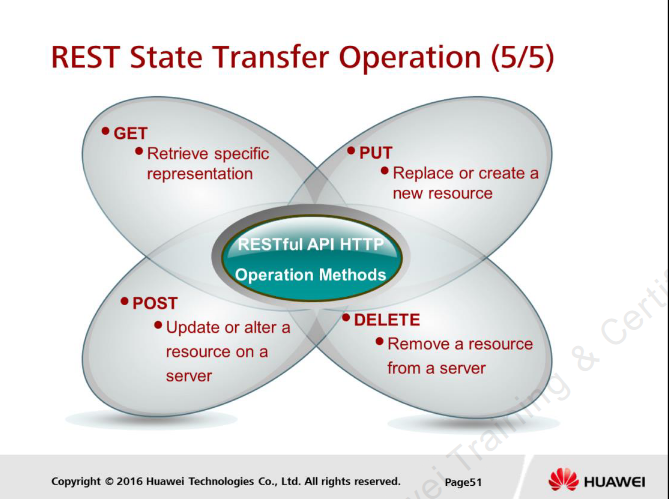 REST State Transfer Operation (5/5)
• GET
• Retrieve specific
representation
• PUT
• Replace or create a
new resource
RESTful API HTTP
Operation Methods
• POST
• Update or alter a
resource on a
server
• DELETE
• Remove a resource
from a server
Training & Certi
Copyright © 2016 Huawei Technologies Co., Ltd. All rights reserved.
Page51
HUAWEI